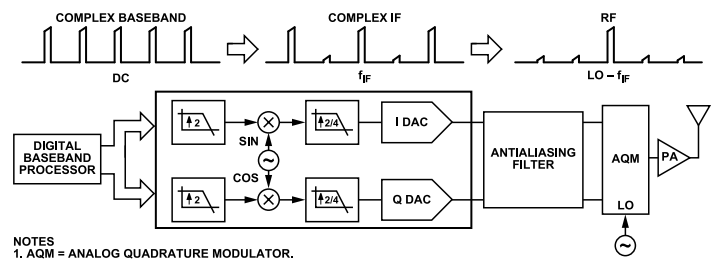 COMPLEX BASEBAND
COMPLEX IF
RF
DC
fIF
LO – fIF
DIGITAL
BASEBAND
PROCESSOR
2
SIN
2/4
I DAC
COS
2
2/4
Q DAC
ANTIALIASING
FILTER
AQM
LO
PA
NOTES
1. AQM = ANALOG QUADRATURE MODULATOR.